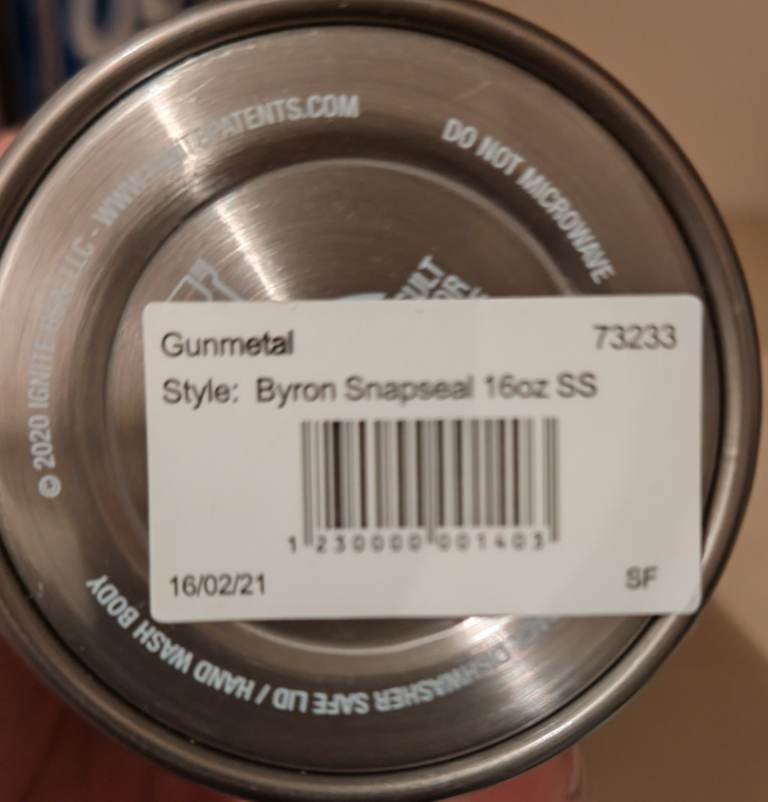 © 2020 IGNITE LLC - WWW. PATENTS.COM
DO NOT MICROWAVE
Gunmetal 73233
Style: Byron Snapseal 16oz SS
1 230000 001403
16/02/21 SF
DISHWASHER SAFE LID / HAND WASH BODY